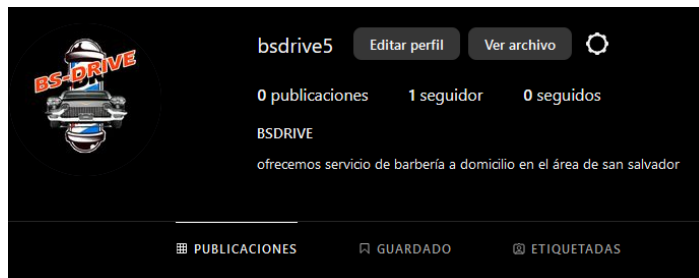 BS-DRIVE
bsdrive5 Editar perfil Ver archivo
0 publicaciones 1 seguidor 0 seguidos
BSDRIVE
ofrecemos servicio de barbería a domicilio en el área de san salvador
PUBLICACIONES GUARDADO ETIQUETADAS